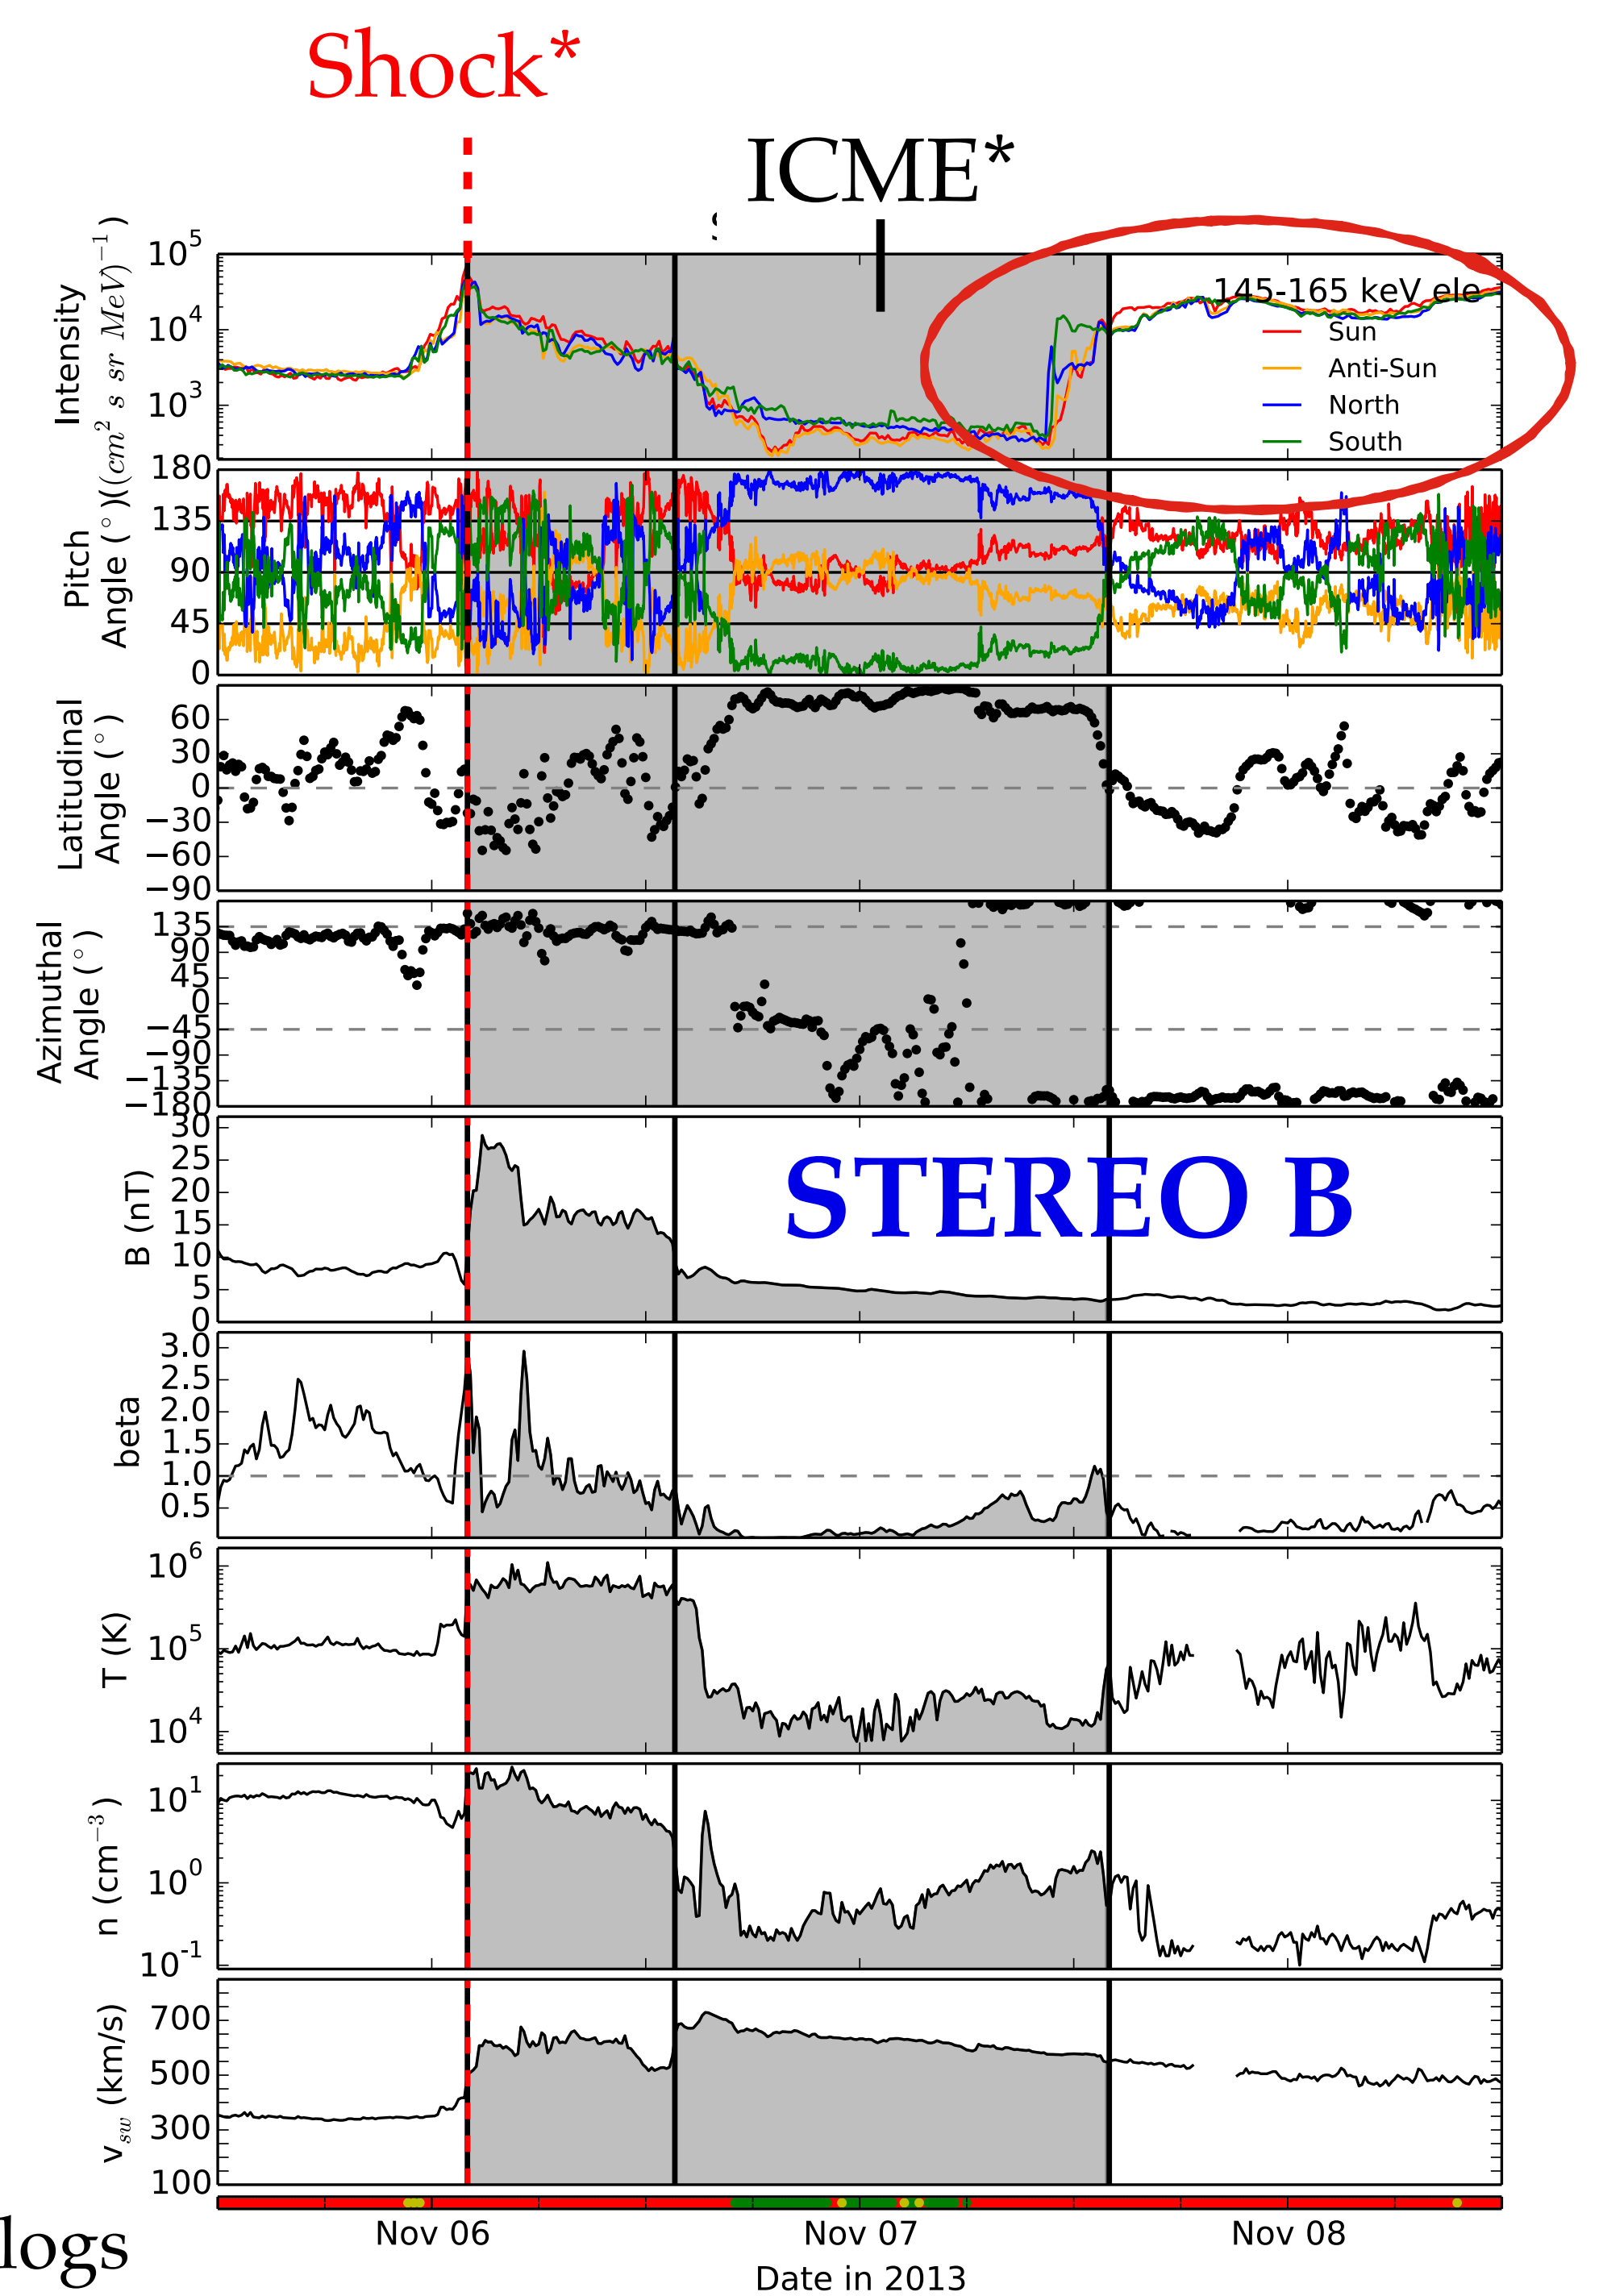 Shock*
ICME*
Intensity
(cm² s sr MeV)⁻¹
10⁵
10⁴
10³
145-165 keV ele
Sun
Anti-Sun
North
South
Pitch
Angle (°)
180
135
90
45
0
Latitudinal
Angle (°)
60
30
0
−30
−60
−90
Azimuthal
Angle (°)
135
90
45
0
−45
−90
−135
−180
B (nT)
30
25
20
15
10
5
0
STEREO B
beta
3.0
2.5
2.0
1.5
1.0
0.5
T (K)
10⁶
10⁵
10⁴
n (cm⁻³)
10¹
10⁰
10⁻¹
v_sw (km/s)
700
500
300
100
Nov 06
Nov 07
Nov 08
logs
Date in 2013